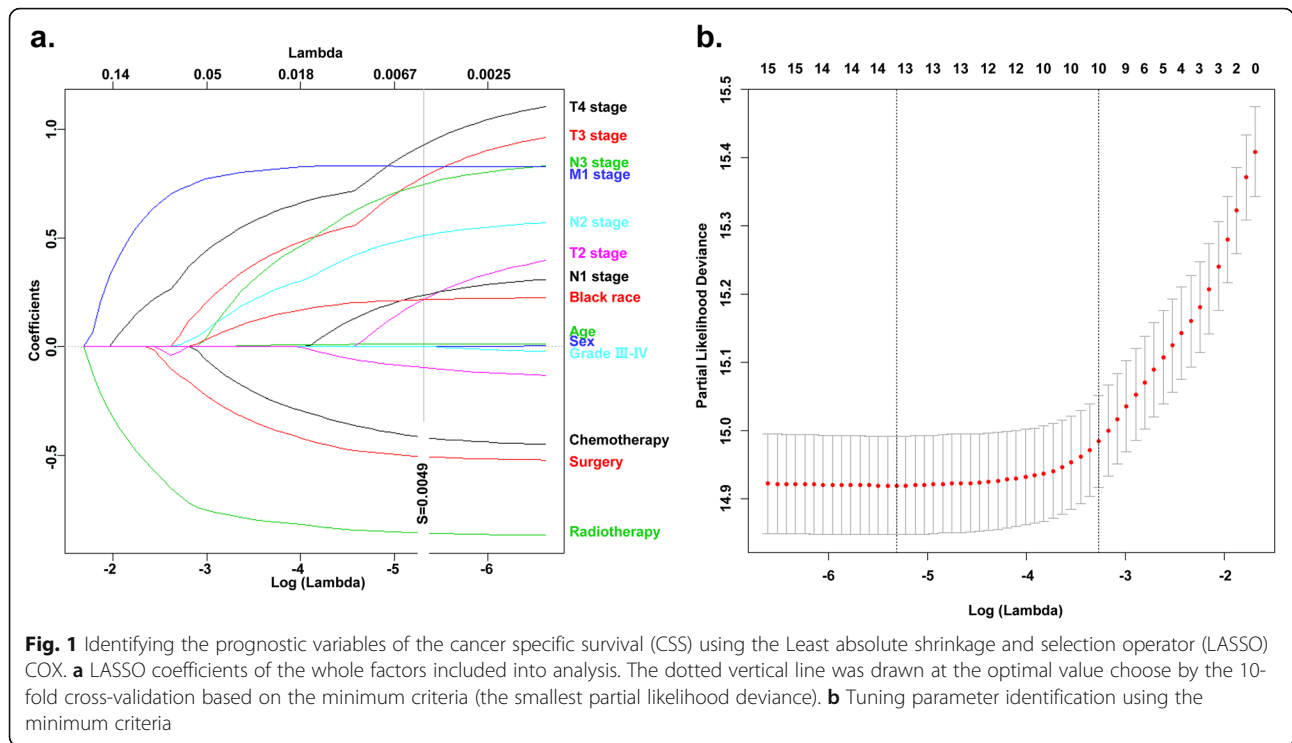 a.
Lambda
0.14 0.05 0.018 0.0067 0.0025
Coefficients
1.0
0.5
0.0
-0.5
T4 stage
T3 stage
N3 stage
M1 stage
N2 stage
T2 stage
N1 stage
Black race
Age
Sex
Grade III-IV
Chemotherapy
Surgery
Radiotherapy
S=0.0049
-2 -3 -4 -5 -6
Log (Lambda)
b.
15 15 14 14 14 13 13 13 12 12 10 10 10 9 6 5 4 3 3 2 0
Partial Likelihood Deviance
15.5
15.4
15.3
15.2
15.1
15.0
14.9
-6 -5 -4 -3 -2
Log (Lambda)
Fig. 1 Identifying the prognostic variables of the cancer specific survival (CSS) using the Least absolute shrinkage and selection operator (LASSO)
COX. a LASSO coefficients of the whole factors included into analysis. The dotted vertical line was drawn at the optimal value choose by the 10-
fold cross-validation based on the minimum criteria (the smallest partial likelihood deviance). b Tuning parameter identification using the
minimum criteria